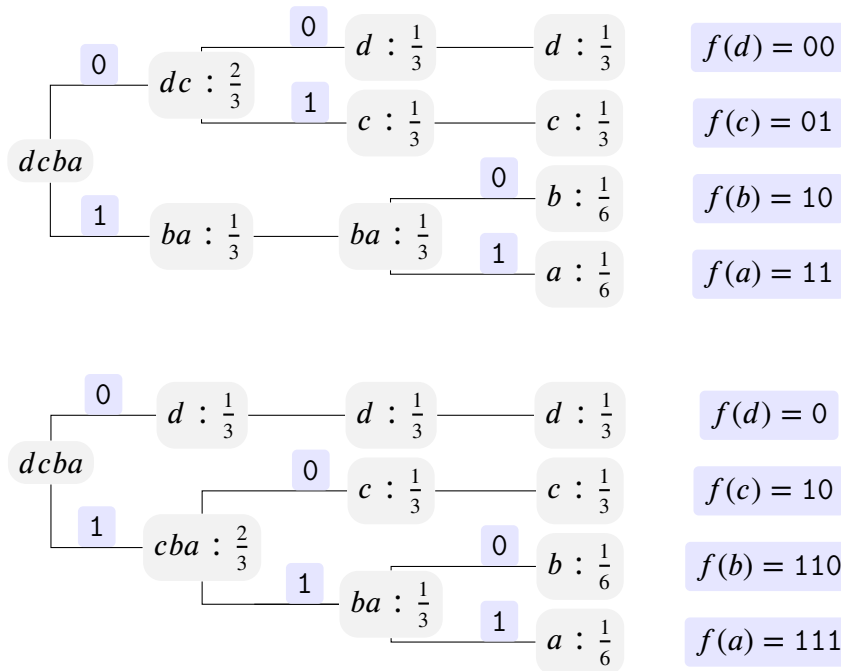 0 0 d : 1/3 d : 1/3 f(d) = 00
dc : 2/3
1 c : 1/3 c : 1/3 f(c) = 01
dcba
0 b : 1/6 f(b) = 10
1 ba : 1/3 ba : 1/3
1 a : 1/6 f(a) = 11
0 d : 1/3 d : 1/3 d : 1/3 f(d) = 0
dcba
0 c : 1/3 c : 1/3 f(c) = 10
1 cba : 2/3
0 b : 1/6 f(b) = 110
1 ba : 1/3
1 a : 1/6 f(a) = 111